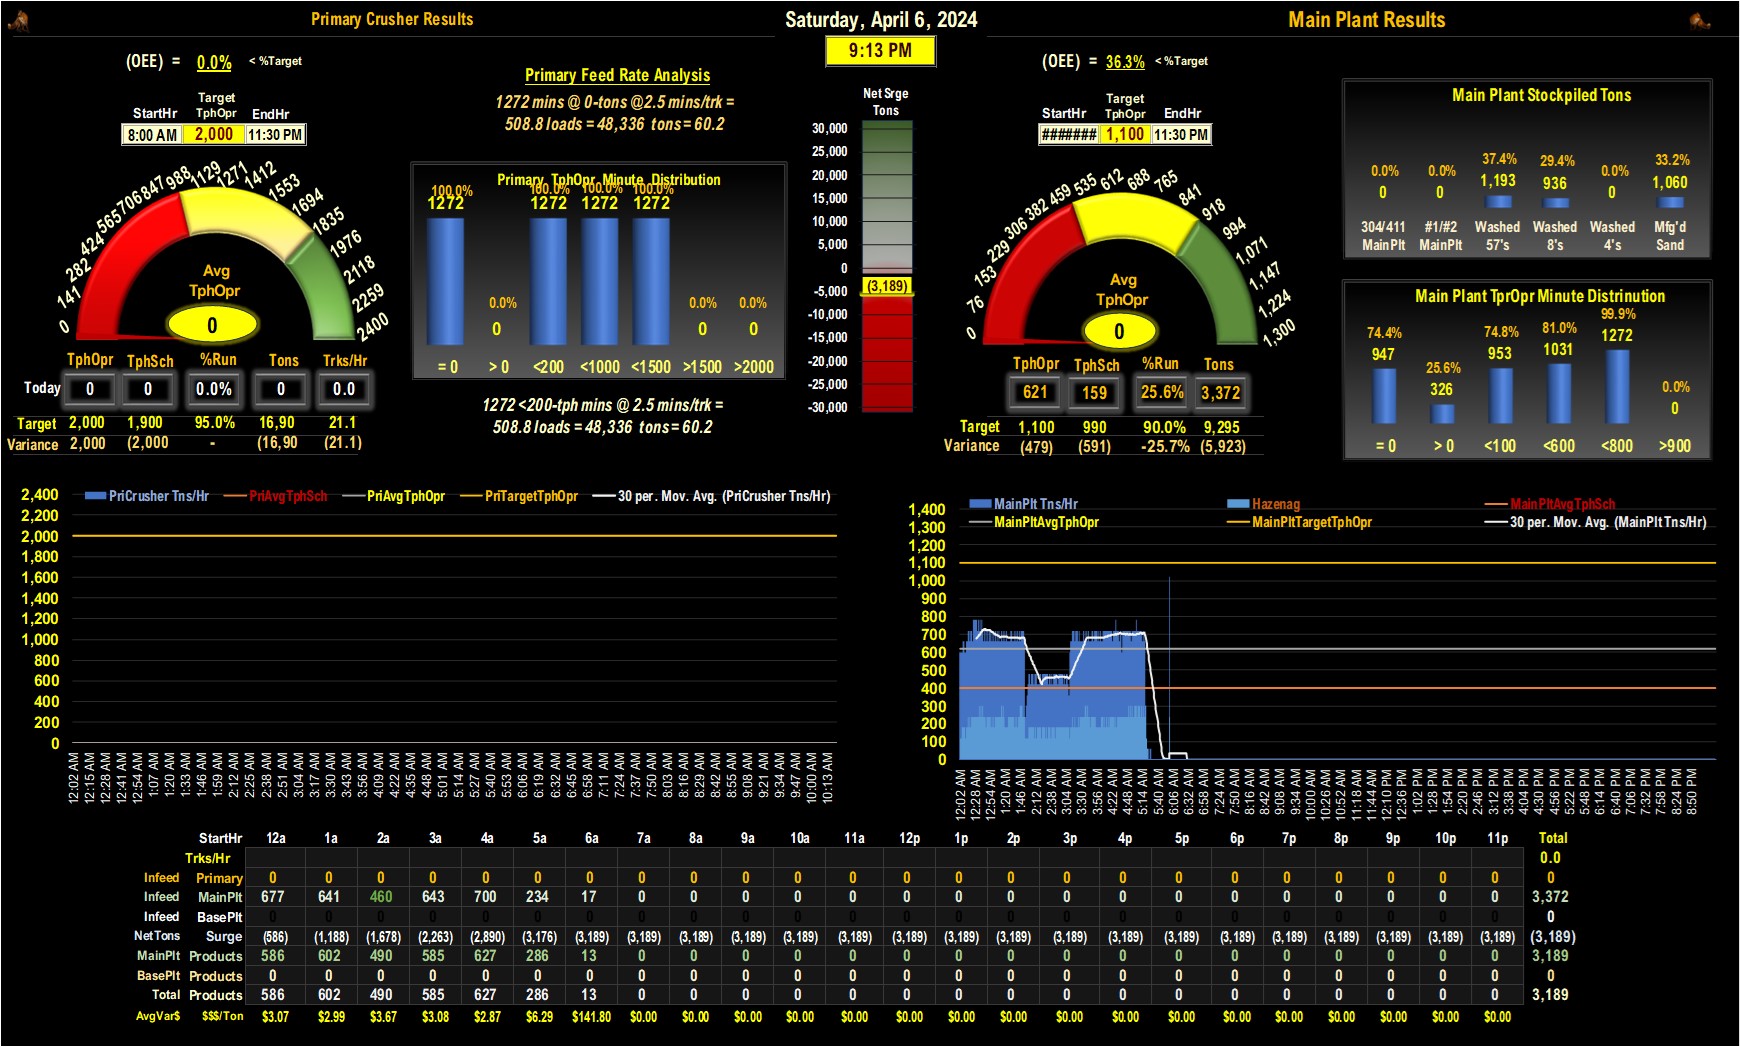 Primary Crusher Results
Saturday, April 6, 2024
Main Plant Results
9:13 PM
(OEE) = 0.0% < %Target
StartHr Target TphOpr EndHr
8:00 AM 2,000 11:30 PM
Primary Feed Rate Analysis
1272 mins @ 0-tons @2.5 mins/trk =
508.8 loads = 48,336 tons = 60.2
0 141 282 424 565 706 847 988 1129 1271 1412 1553 1694 1835 1976 2118 2259 2400
Avg
TphOpr
0
TphOpr TphSch %Run Tons Trks/Hr
Today 0 0 0.0% 0 0.0
Target 2,000 1,900 95.0% 16,90 21.1
Variance 2,000 (2,000 - (16,90 (21.1)
Primary TphOpr Minute Distribution
100.0% 0.0% 100.0% 100.0% 100.0% 0.0% 0.0%
1272 0 1272 1272 1272 0 0
= 0 > 0 <200 <1000 <1500 >1500 >2000
1272 <200-tph mins @ 2.5 mins/trk =
508.8 loads = 48,336 tons = 60.2
Net Srge
Tons
30,000
25,000
20,000
15,000
10,000
5,000
0
(3,189)
-5,000
-10,000
-15,000
-20,000
-25,000
-30,000
(OEE) = 36.3% < %Target
StartHr Target TphOpr EndHr
####### 1,100 11:30 PM
0 76 153 229 306 382 459 535 612 688 765 841 918 994 1,071 1,147 1,224 1,300
Avg
TphOpr
0
TphOpr TphSch %Run Tons
621 159 25.6% 3,372
Target 1,100 990 90.0% 9,295
Variance (479) (591) -25.7% (5,923)
Main Plant Stockpiled Tons
0.0% 0.0% 37.4% 29.4% 0.0% 33.2%
0 0 1,193 936 0 1,060
304/411 #1/#2 Washed Washed Washed Mfg'd
MainPlt MainPlt 57's 8's 4's Sand
Main Plant TprOpr Minute Distrinution
74.4% 25.6% 74.8% 81.0% 99.9% 0.0%
947 326 953 1031 1272 0
= 0 > 0 <100 <600 <800 >900
PriCrusher Tns/Hr PriAvgTphSch PriAvgTphOpr PriTargetTphOpr 30 per. Mov. Avg. (PriCrusher Tns/Hr)
2,400
2,200
2,000
1,800
1,600
1,400
1,200
1,000
800
600
400
200
0
12:02 AM 12:15 AM 12:28 AM 12:41 AM 12:54 AM 1:07 AM 1:20 AM 1:33 AM 1:46 AM 1:59 AM 2:12 AM 2:25 AM 2:38 AM 2:51 AM 3:04 AM 3:17 AM 3:30 AM 3:43 AM 3:56 AM 4:09 AM 4:22 AM 4:35 AM 4:48 AM 5:01 AM 5:14 AM 5:27 AM 5:40 AM 5:53 AM 6:06 AM 6:19 AM 6:32 AM 6:45 AM 6:58 AM 7:11 AM 7:24 AM 7:37 AM 7:50 AM 8:03 AM 8:16 AM 8:29 AM 8:42 AM 8:55 AM 9:08 AM 9:21 AM 9:34 AM 9:47 AM 10:00 AM 10:13 AM
MainPlt Tns/Hr Hazenag MainPltAvgTphSch
MainPltAvgTphOpr MainPltTargetTphOpr 30 per. Mov. Avg. (MainPlt Tns/Hr)
1,400
1,300
1,200
1,100
1,000
900
800
700
600
500
400
300
200
100
0
12:02 AM 12:28 AM 12:54 AM 1:20 AM 1:46 AM 2:12 AM 2:38 AM 3:04 AM 3:30 AM 3:56 AM 4:22 AM 4:48 AM 5:14 AM 5:40 AM 6:06 AM 6:32 AM 6:58 AM 7:24 AM 7:50 AM 8:16 AM 8:42 AM 9:08 AM 9:34 AM 10:00 AM 10:26 AM 10:52 AM 11:18 AM 11:44 AM 12:10 PM 12:36 PM 1:02 PM 1:28 PM 1:54 PM 2:20 PM 2:46 PM 3:12 PM 3:38 PM 4:04 PM 4:30 PM 4:56 PM 5:22 PM 5:48 PM 6:14 PM 6:40 PM 7:06 PM 7:32 PM 7:58 PM 8:24 PM 8:50 PM
StartHr 12a 1a 2a 3a 4a 5a 6a 7a 8a 9a 10a 11a 12p 1p 2p 3p 4p 5p 6p 7p 8p 9p 10p 11p Total
Trks/Hr 0.0
Infeed Primary 0 0 0 0 0 0 0 0 0 0 0 0 0 0 0 0 0 0 0 0 0 0 0 0 0
Infeed MainPlt 677 641 460 643 700 234 17 0 0 0 0 0 0 0 0 0 0 0 0 0 0 0 0 0 3,372
Infeed BasePlt 0 0 0 0 0 0 0 0 0 0 0 0 0 0 0 0 0 0 0 0 0 0 0 0 0
NetTons Surge (586) (1,188) (1,678) (2,263) (2,890) (3,176) (3,189) (3,189) (3,189) (3,189) (3,189) (3,189) (3,189) (3,189) (3,189) (3,189) (3,189) (3,189) (3,189) (3,189) (3,189) (3,189) (3,189) (3,189) (3,189)
MainPlt Products 586 602 490 585 627 286 13 0 0 0 0 0 0 0 0 0 0 0 0 0 0 0 0 0 3,189
BasePlt Products 0 0 0 0 0 0 0 0 0 0 0 0 0 0 0 0 0 0 0 0 0 0 0 0 0
Total Products 586 602 490 585 627 286 13 0 0 0 0 0 0 0 0 0 0 0 0 0 0 0 0 0 3,189
AvgVar$ $$$/Ton $3.07 $2.99 $3.67 $3.08 $2.87 $6.29 $141.80 $0.00 $0.00 $0.00 $0.00 $0.00 $0.00 $0.00 $0.00 $0.00 $0.00 $0.00 $0.00 $0.00 $0.00 $0.00 $0.00 $0.00